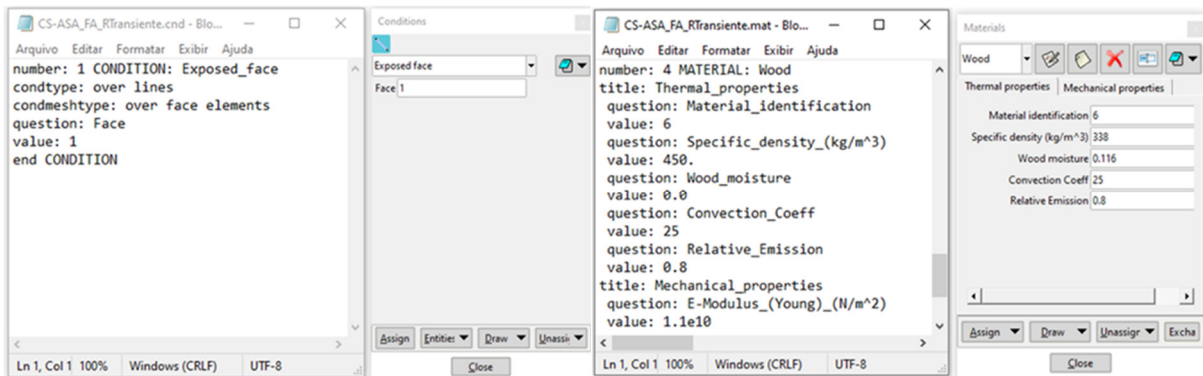 CS-ASA_FA_RTransiente.cnd - Blo...
Arquivo Editar Formatar Exibir Ajuda
number: 1 CONDITION: Exposed_face
condtype: over lines
condmeshtype: over face elements
question: Face
value: 1
end CONDITION
Ln 1, Col 1 100% Windows (CRLF) UTF-8
Conditions
Exposed face
Face 1
Assign Entities Draw Unassig
Close
CS-ASA_FA_RTransiente.mat - Bloc...
Arquivo Editar Formatar Exibir Ajuda
number: 4 MATERIAL: Wood
title: Thermal_properties
question: Material_identification
value: 6
question: Specific_density_(kg/m^3)
value: 450.
question: Wood_moisture
value: 0.0
question: Convection_Coeff
value: 25
question: Relative_Emission
value: 0.8
title: Mechanical_properties
question: E-Modulus_(Young)_(N/m^2)
value: 1.1e10
Ln 1, Col 1 100% Windows (CRLF) UTF-8
Materials
Wood
Thermal properties Mechanical properties
Material identification 6
Specific density (kg/m^3) 338
Wood moisture 0.116
Convection Coeff 25
Relative Emission 0.8
Assign Draw Unassigr Excha
Close